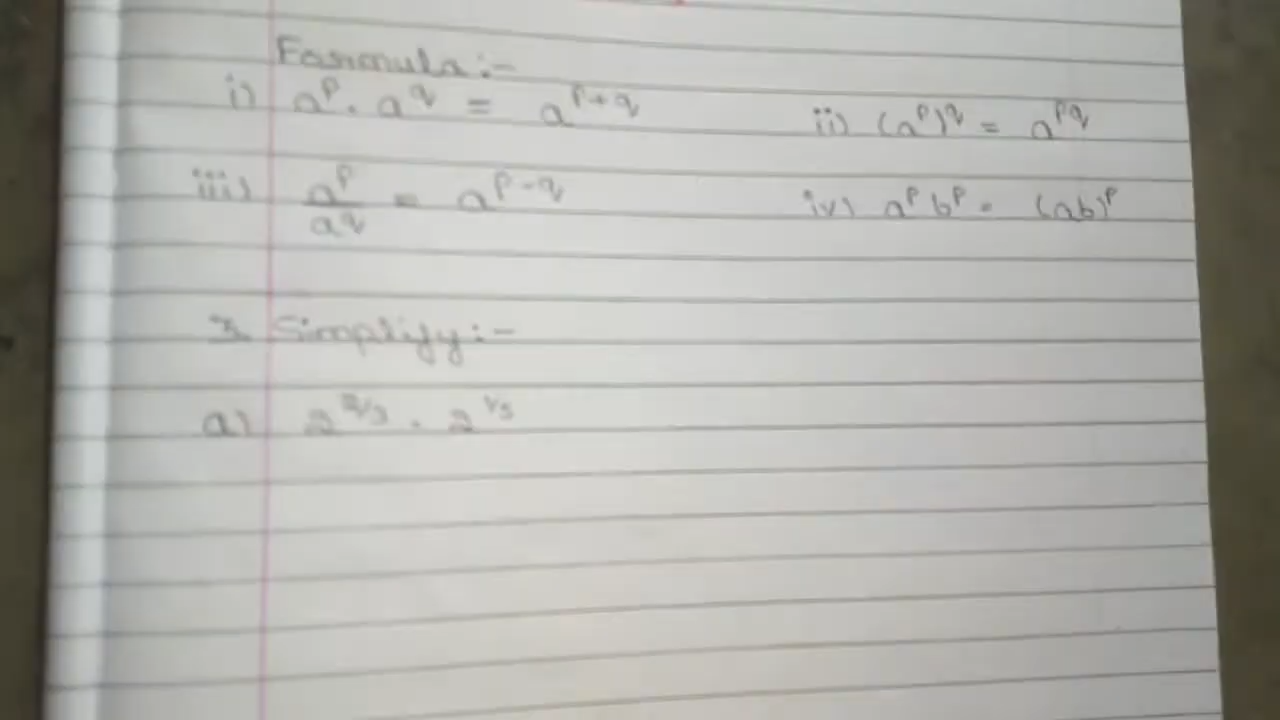 Formula:-
i) a^p . a^q = a^(p+q) ii) (a^p)^q = a^(pq)
iii) a^p / a^q = a^(p-q) iv) a^p b^p = (ab)^p
Simplify:-
a) 2^(2/3) . 2^(1/5)